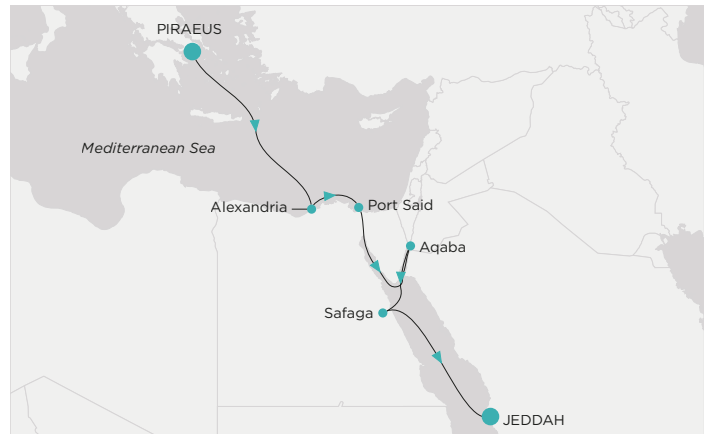 PIRAEUS
Mediterranean Sea
Alexandria
Port Said
Aqaba
Safaga
JEDDAH